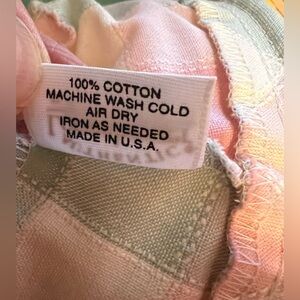 100% COTTON
MACHINE WASH COLD
AIR DRY
IRON AS NEEDED
MADE IN U.S.A.